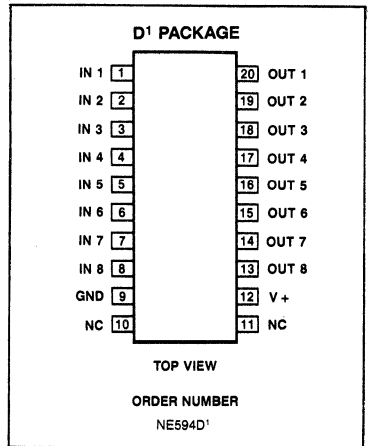 D¹ PACKAGE
IN 1 1 20 OUT 1
IN 2 2 19 OUT 2
IN 3 3 18 OUT 3
IN 4 4 17 OUT 4
IN 5 5 16 OUT 5
IN 6 6 15 OUT 6
IN 7 7 14 OUT 7
IN 8 8 13 OUT 8
GND 9 12 V +
NC 10 11 NC
TOP VIEW
ORDER NUMBER
NE594D¹